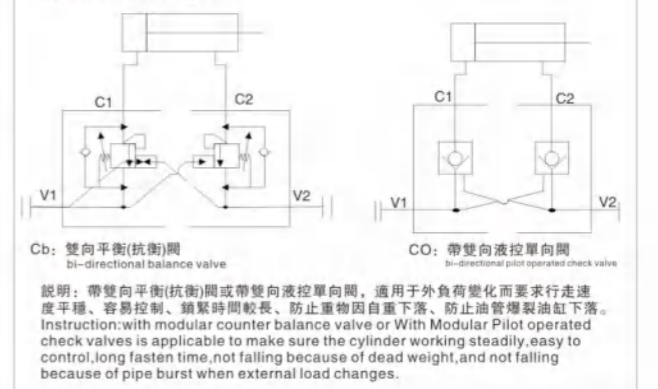 C1
C2
V1
V2
Cb: 雙向平衡(抗衡)閥
bi-directional balance valve
C1
C2
V1
V2
CO: 帶雙向液控單向閥
bi-directional pilot operated check valve
説明：帶雙向平衡(抗衡)閥或帶雙向液控單向閥，適用于外負荷變化而要求行走速
度平穩、容易控制、鎖緊時間較長、防止重物因自重下落、防止油管爆裂油缸下落。
Instruction:with modular counter balance valve or With Modular Pilot operated
check valves is applicable to make sure the cylinder working steadily,easy to
control,long fasten time,not falling because of dead weight,and not falling
because of pipe burst when external load changes.